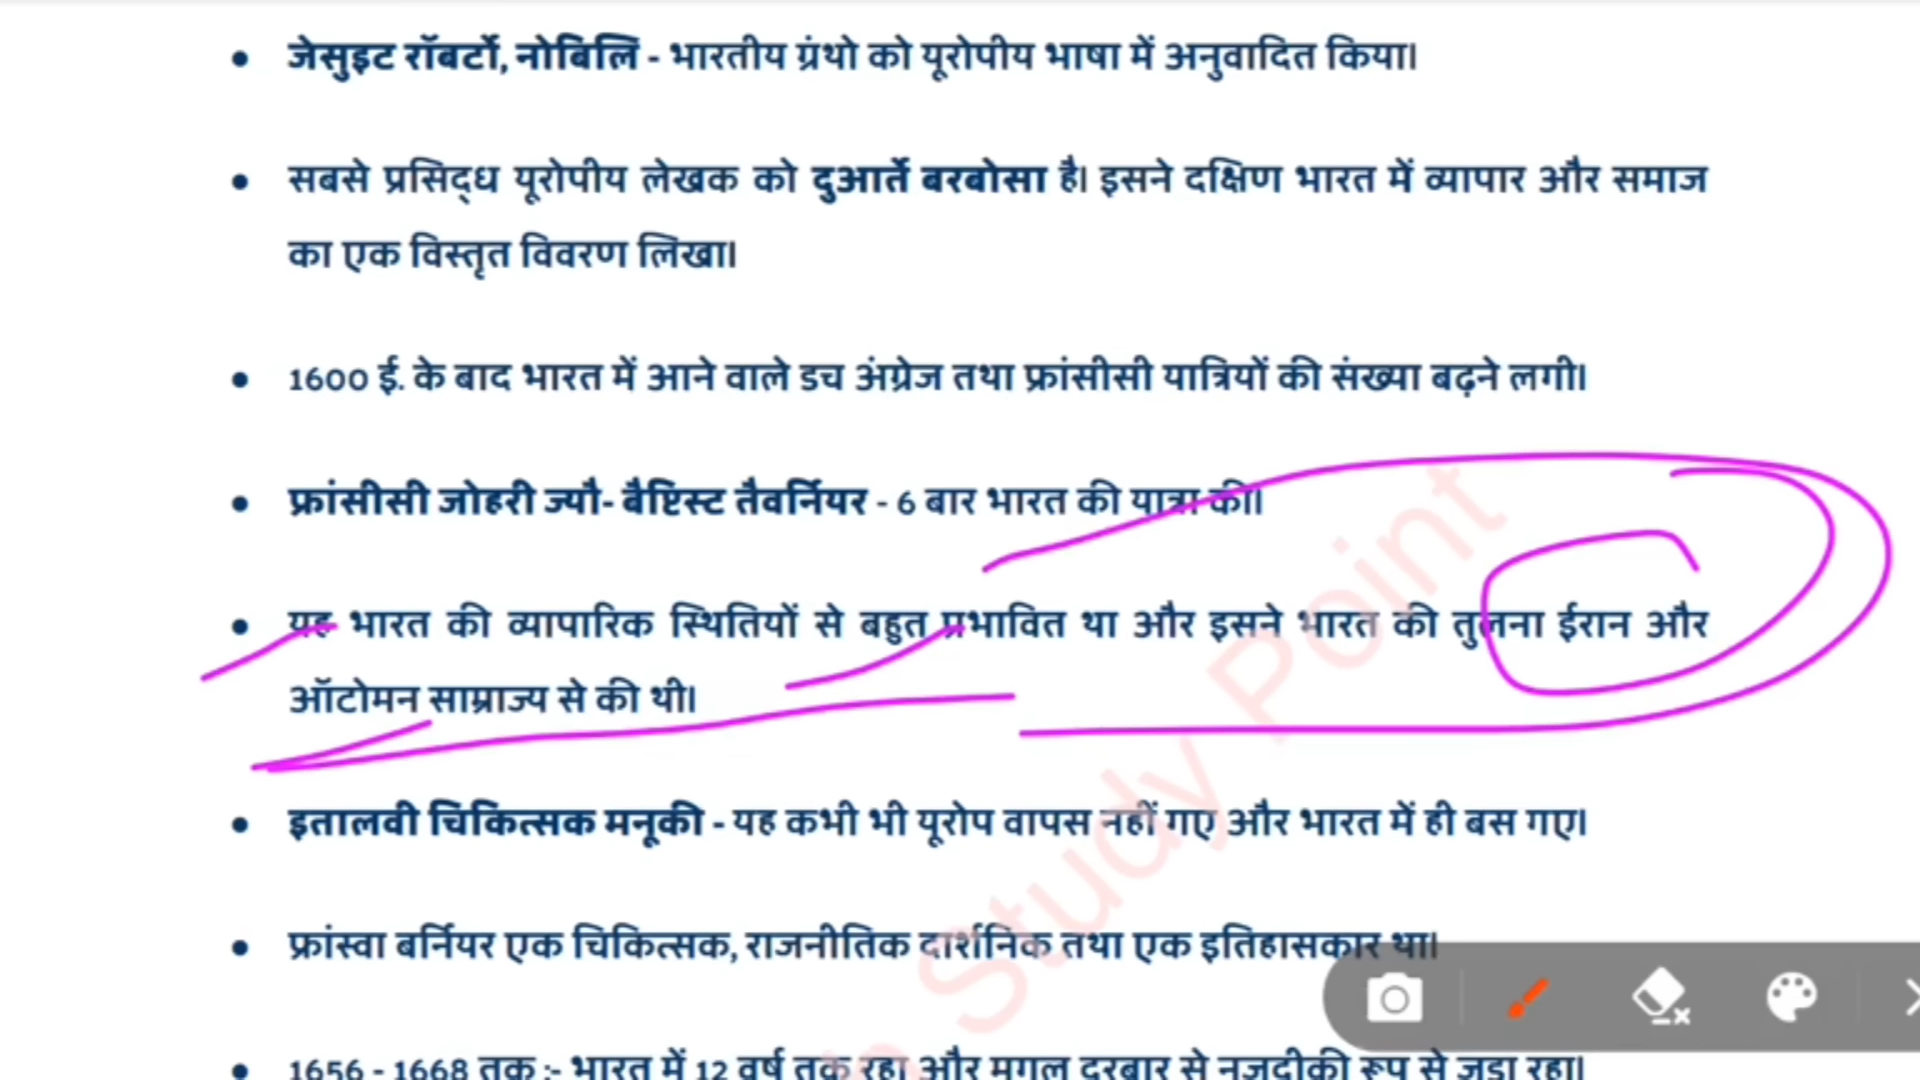 • जेसुइट रॉबर्टो, नोबिलि - भारतीय ग्रंथो को यूरोपीय भाषा में अनुवादित किया।
• सबसे प्रसिद्ध यूरोपीय लेखक को दुआर्ते बरबोसा है। इसने दक्षिण भारत में व्यापार और समाज
का एक विस्तृत विवरण लिखा।
• 1600 ई. के बाद भारत में आने वाले डच अंग्रेज तथा फ्रांसीसी यात्रियों की संख्या बढ़ने लगी।
• फ्रांसीसी जोहरी ज्यौ- बैप्टिस्ट तैवर्नियर - 6 बार भारत की यात्रा की।
• यह भारत की व्यापारिक स्थितियों से बहुत प्रभावित था और इसने भारत की तुलना ईरान और
ऑटोमन साम्राज्य से की थी।
• इतालवी चिकित्सक मनूकी - यह कभी भी यूरोप वापस नहीं गए और भारत में ही बस गए।
• फ्रांस्वा बर्नियर एक चिकित्सक, राजनीतिक दार्शनिक तथा एक इतिहासकार था।
• 1656 - 1668 तक :- भारत में 12 वर्ष तक रहा और मुगल दरबार से नजदीकी रूप से जुड़ा रहा।
Study Point